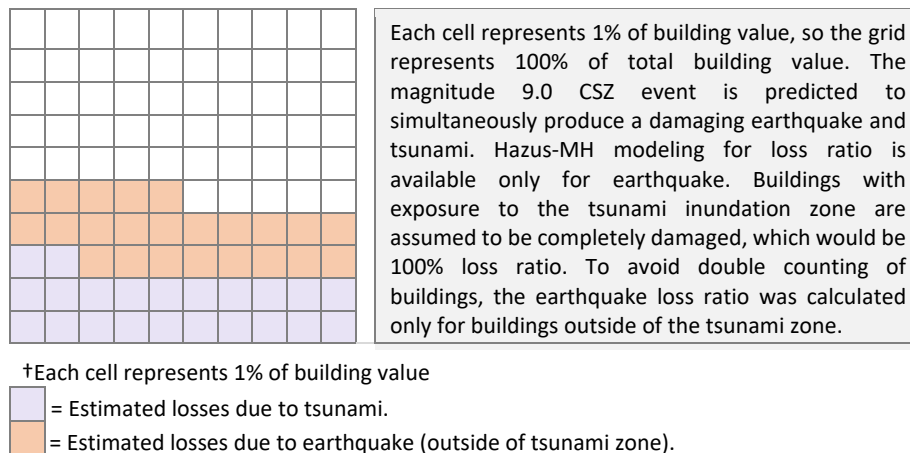 Each cell represents 1% of building value, so the grid
represents 100% of total building value. The
magnitude 9.0 CSZ event is predicted to
simultaneously produce a damaging earthquake and
tsunami. Hazus-MH modeling for loss ratio is
available only for earthquake. Buildings with
exposure to the tsunami inundation zone are
assumed to be completely damaged, which would be
100% loss ratio. To avoid double counting of
buildings, the earthquake loss ratio was calculated
only for buildings outside of the tsunami zone.
†Each cell represents 1% of building value
= Estimated losses due to tsunami.
= Estimated losses due to earthquake (outside of tsunami zone).